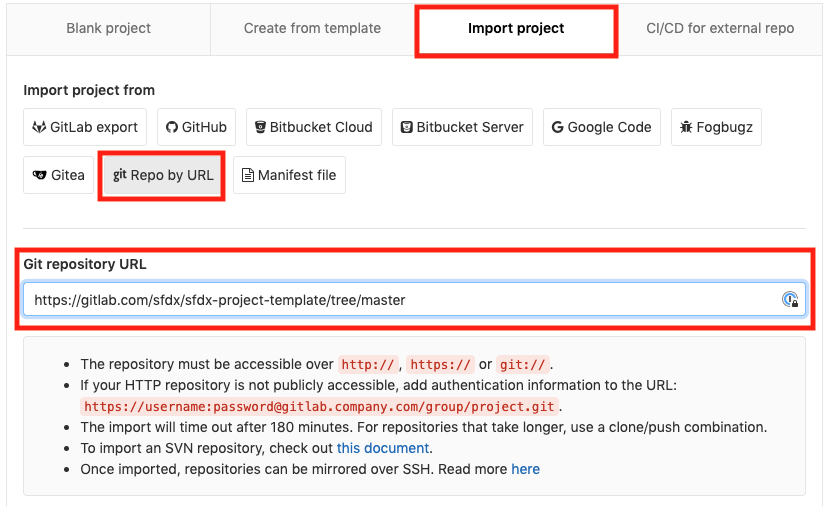 Blank project
Create from template
Import project
CI/CD for external repo
Import project from
GitLab export
GitHub
Bitbucket Cloud
Bitbucket Server
Google Code
Fogbugz
Gitea
git Repo by URL
Manifest file
Git repository URL
https://gitlab.com/sfdx/sfdx-project-template/tree/master
The repository must be accessible over http://, https:// or git://.
If your HTTP repository is not publicly accessible, add authentication information to the URL:
https://username:password@gitlab.company.com/group/project.git.
The import will time out after 180 minutes. For repositories that take longer, use a clone/push combination.
To import an SVN repository, check out this document.
Once imported, repositories can be mirrored over SSH. Read more here